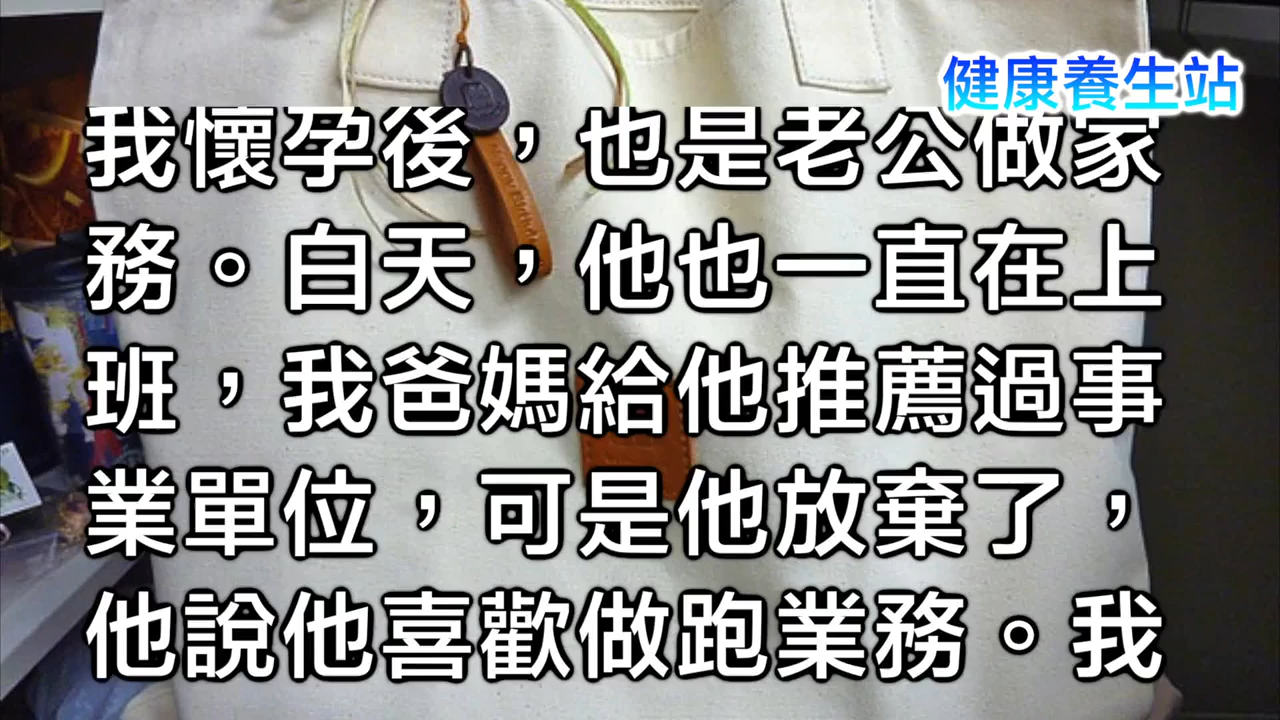 健康養生站
我懷孕後，也是老公做家
務。白天，他也一直在上
班，我爸媽給他推薦過事
業單位，可是他放棄了，
他說他喜歡做跑業務。我
Happy Birthday